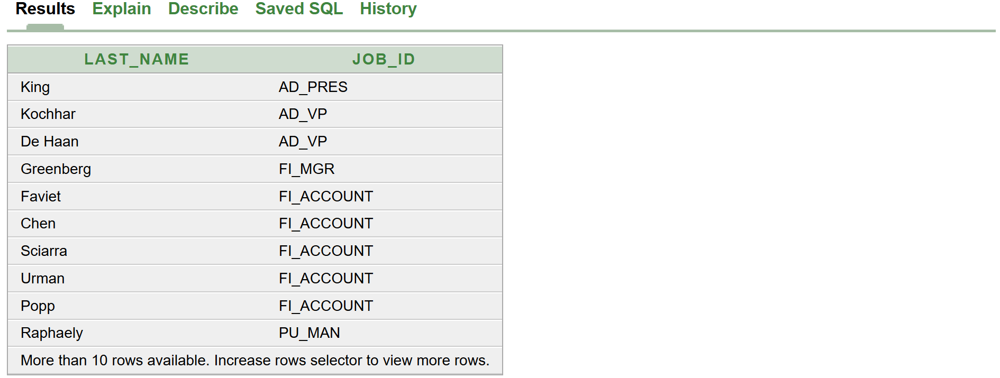 Results Explain Describe Saved SQL History
LAST_NAME JOB_ID
King AD_PRES
Kochhar AD_VP
De Haan AD_VP
Greenberg FI_MGR
Faviet FI_ACCOUNT
Chen FI_ACCOUNT
Sciarra FI_ACCOUNT
Urman FI_ACCOUNT
Popp FI_ACCOUNT
Raphaely PU_MAN
More than 10 rows available. Increase rows selector to view more rows.